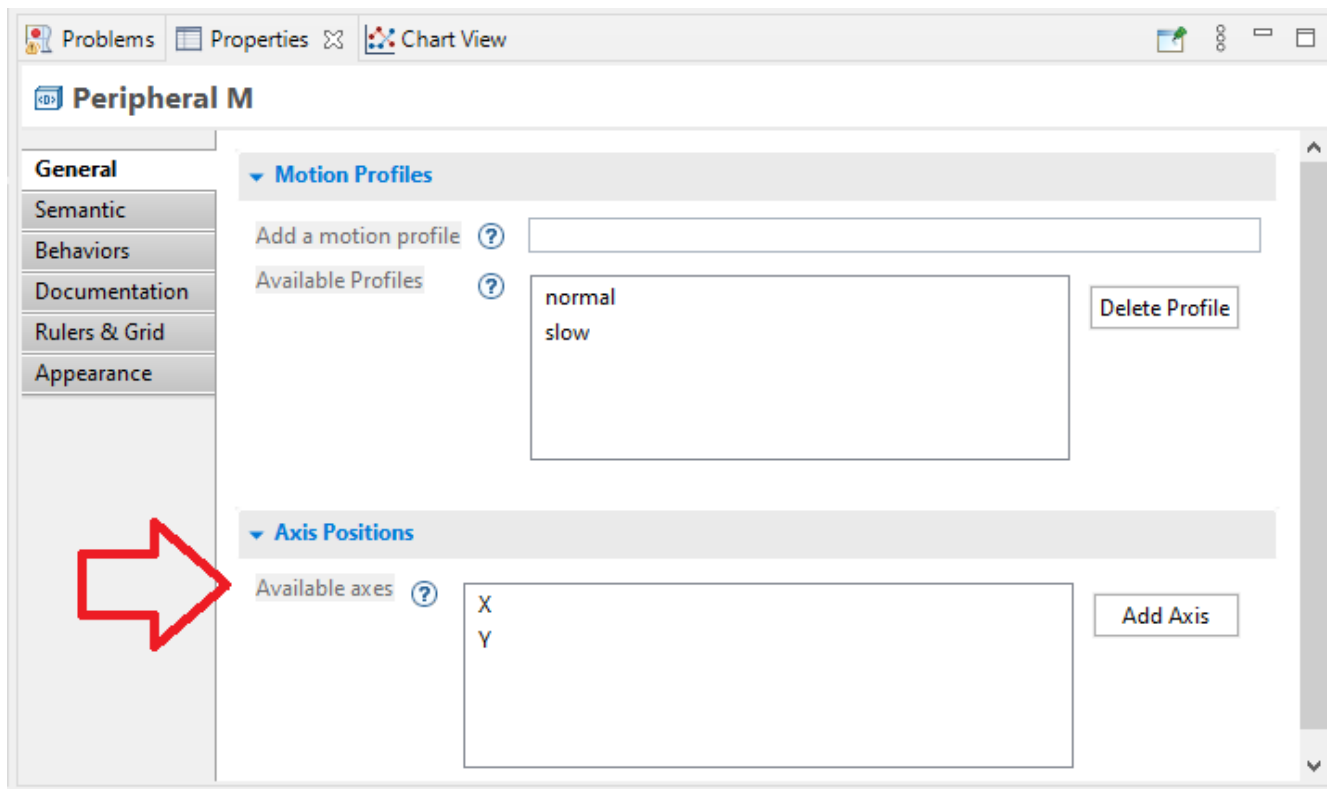 Problems Properties Chart View
Peripheral M
General
Semantic
Behaviors
Documentation
Rulers & Grid
Appearance
Motion Profiles
Add a motion profile ?
Available Profiles ?
normal
slow
Delete Profile
Axis Positions
Available axes ?
X
Y
Add Axis